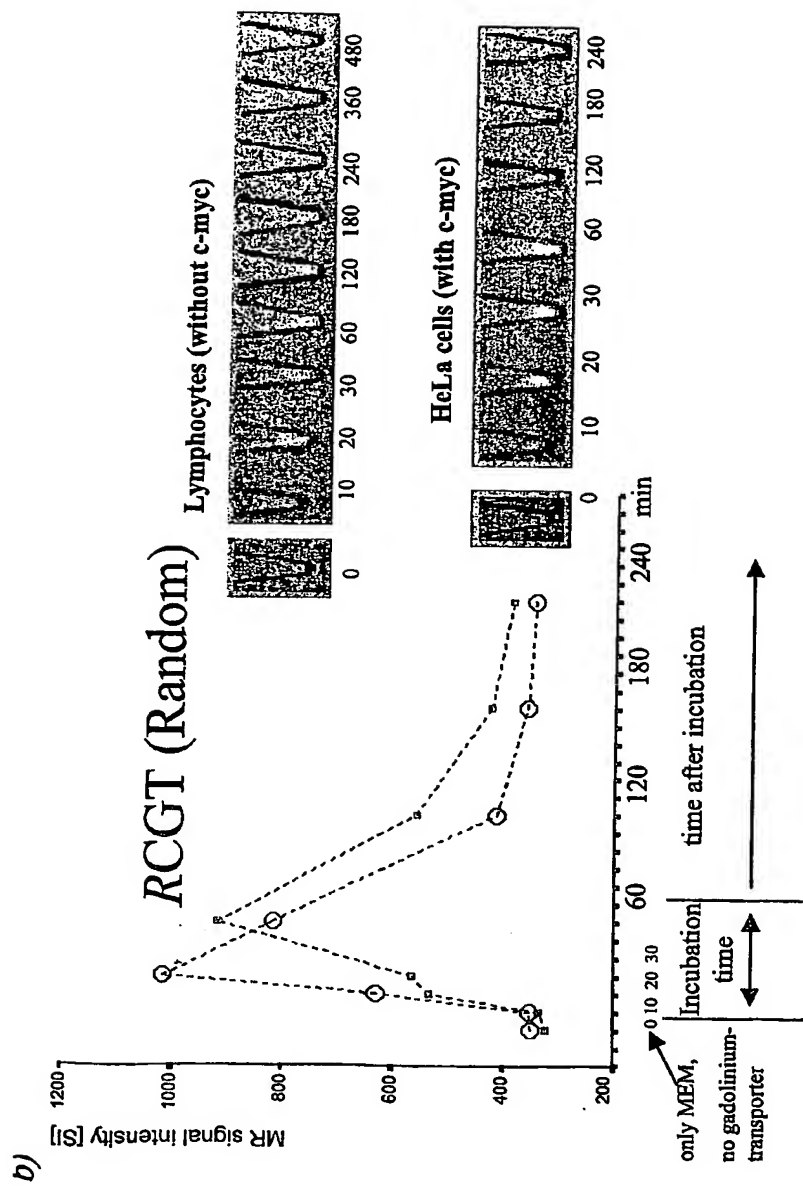 b)
RCGT (Random)
MR signal intensity [SI]
1200
1000
800
600
400
200
0 10 20 30
60
120
180
240
min
only MEM,
no gadolinium-
transporter
Incubation
time
time after incubation
Lymphocytes (without c-myc)
0 10 20 30 60 120 180 240 360 480
HeLa cells (with c-myc)
0 10 20 30 60 120 180 240